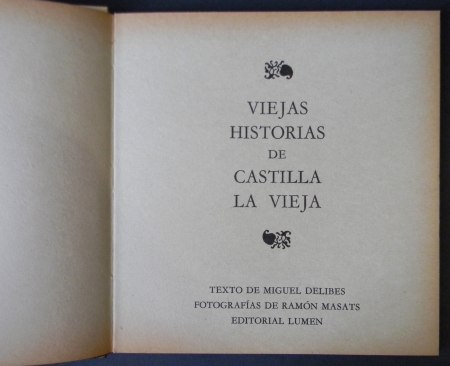 VIEJAS
HISTORIAS
DE
CASTILLA
LA VIEJA
TEXTO DE MIGUEL DELIBES
FOTOGRAFÍAS DE RAMÓN MASATS
EDITORIAL LUMEN